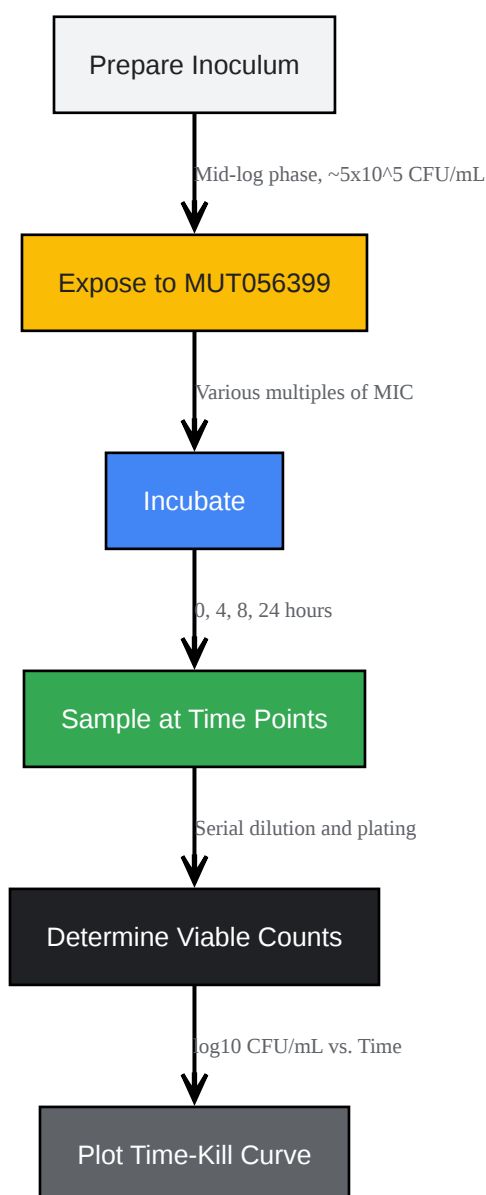 Prepare Inoculum
Mid-log phase, ~5x10^5 CFU/mL
Expose to MUT056399
Various multiples of MIC
Incubate
0, 4, 8, 24 hours
Sample at Time Points
Serial dilution and plating
Determine Viable Counts
log10 CFU/mL vs. Time
Plot Time-Kill Curve